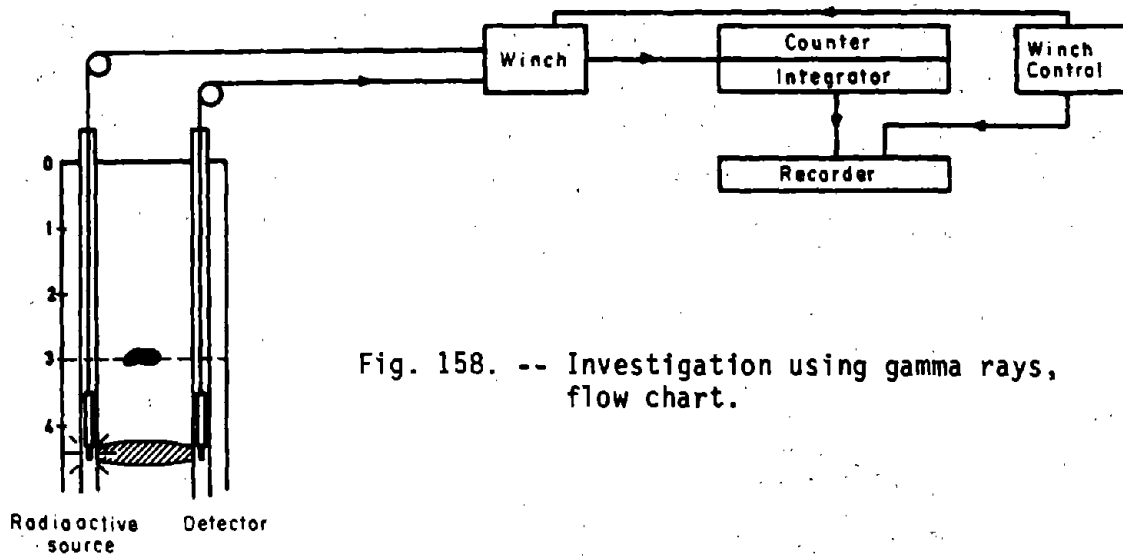 Winch
Counter
Integrator
Winch
Control
Recorder
0
1
2
3
4
Fig. 158. -- Investigation using gamma rays,
flow chart.
Radioactive
source
Detector